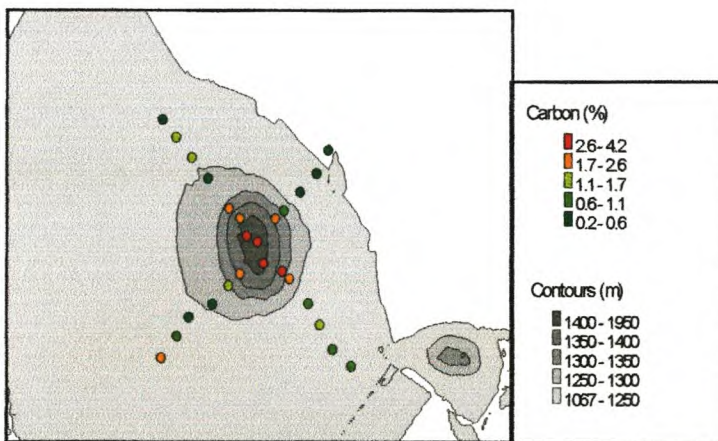 Carbon (%)
2.6- 4.2
1.7 - 2.6
1.1 - 1.7
0.6 - 1.1
0.2 - 0.6
Contours (m)
1400 - 1950
1350 - 1400
1300 - 1350
1250 - 1300
1067 - 1250